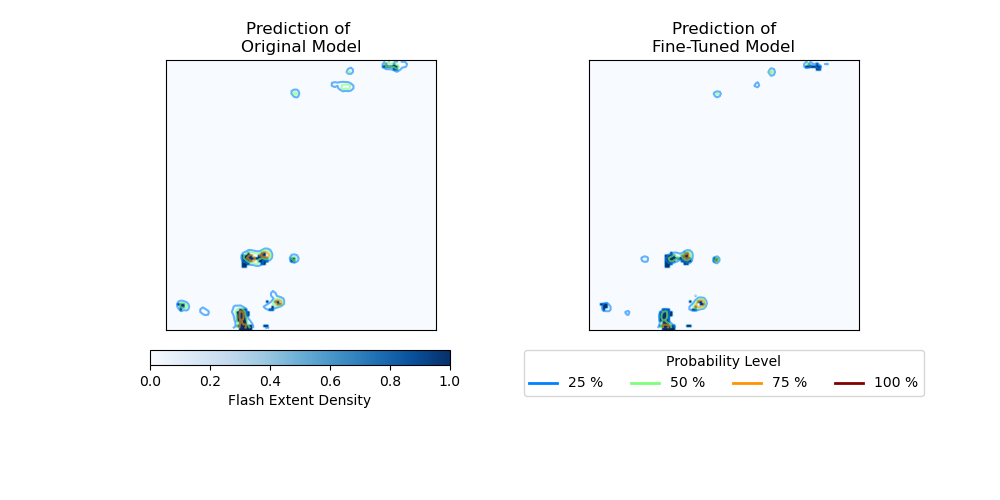 Prediction of
Original Model
Prediction of
Fine-Tuned Model
0.0 0.2 0.4 0.6 0.8 1.0
Flash Extent Density
Probability Level
25 % 50 % 75 % 100 %